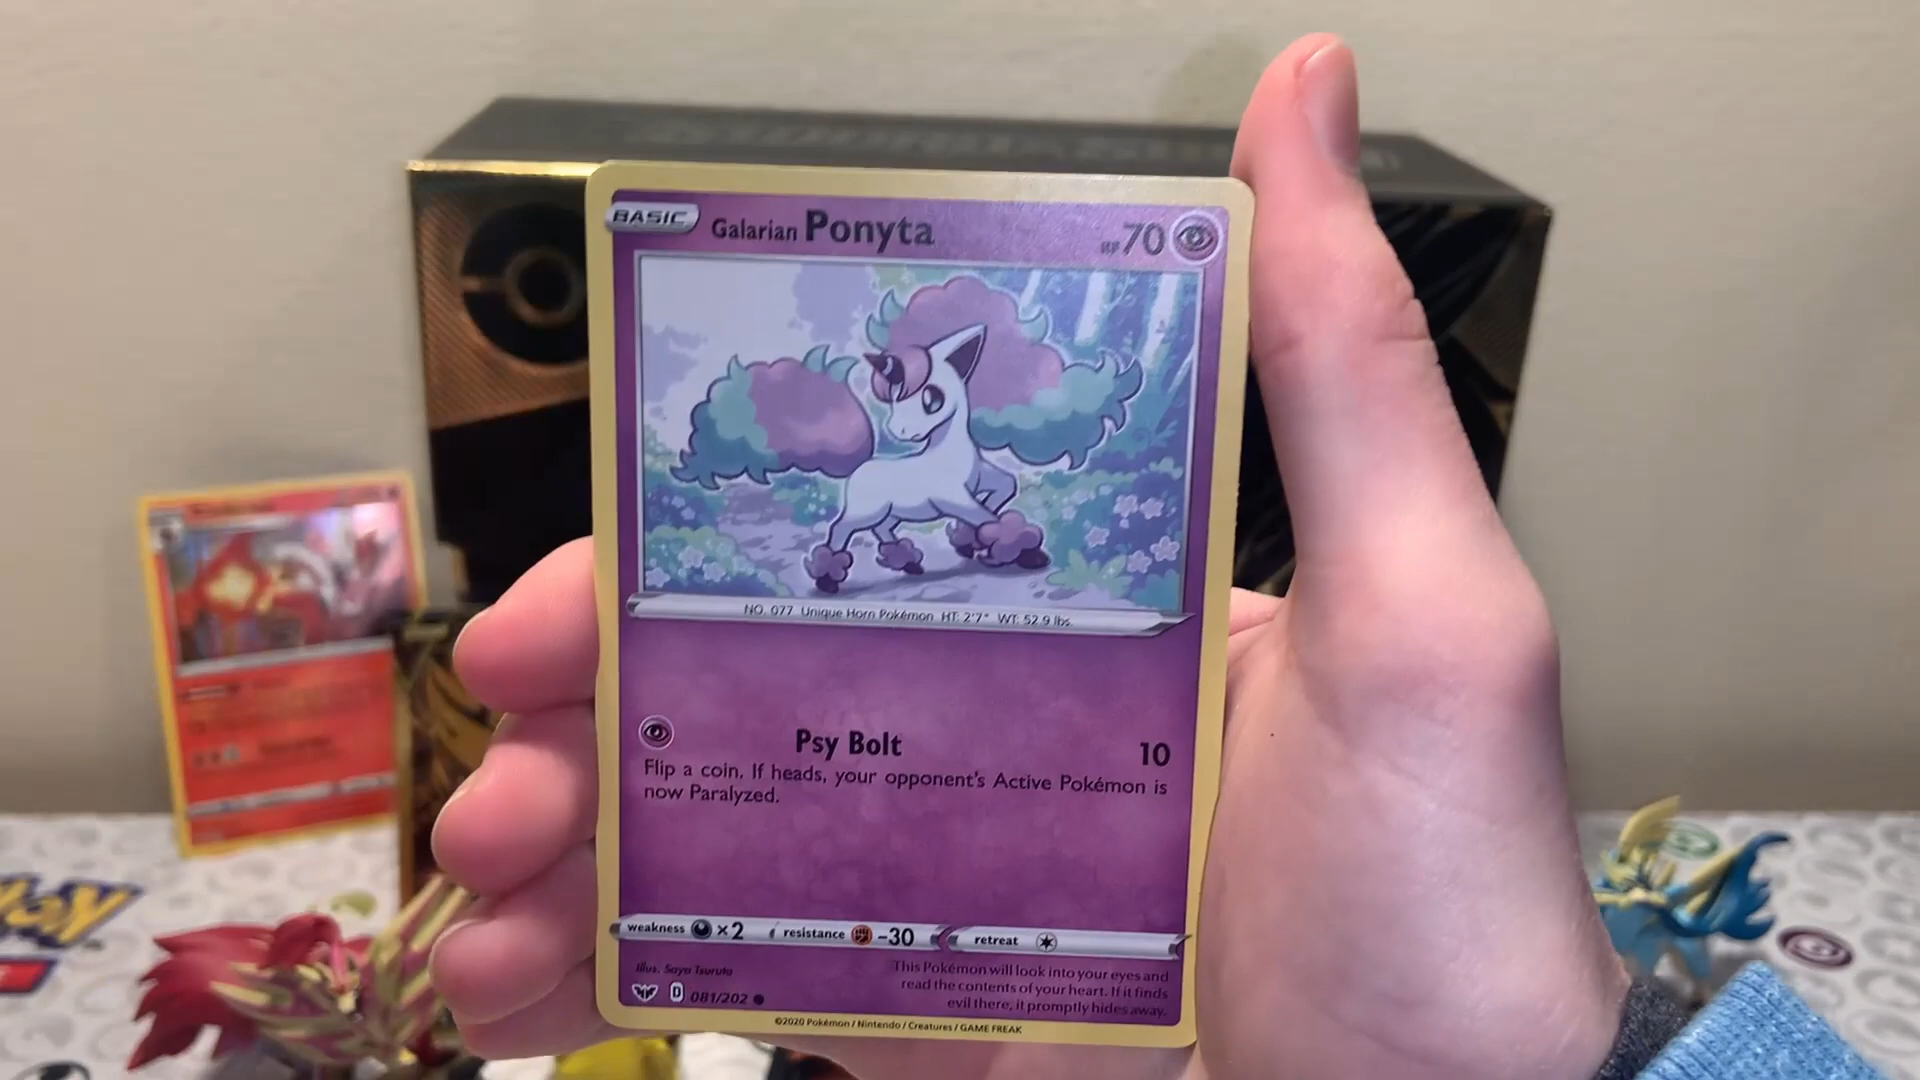 BASIC Galarian Ponyta HP 70
NO. 077 Unique Horn Pokémon HT: 2'7" WT: 52.9 lbs.
Psy Bolt 10
Flip a coin. If heads, your opponent's Active Pokémon is
now Paralyzed.
weakness ×2 resistance -30 retreat
Illus. Saya Tsuruta
D 081/202
This Pokémon will look into your eyes and
read the contents of your heart. If it finds
evil there, it promptly hides away.
©2020 Pokémon / Nintendo / Creatures / GAME FREAK